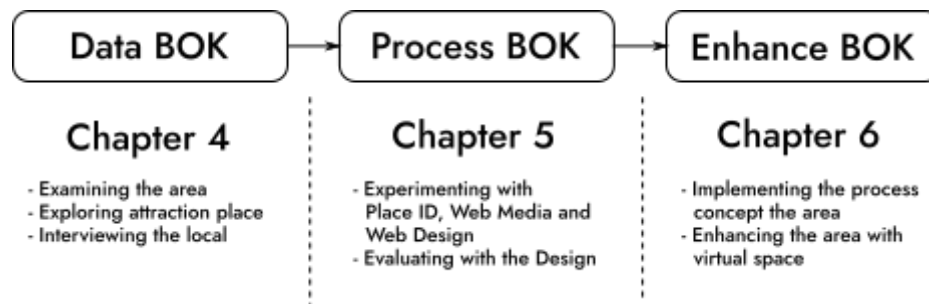 Data BOK
Process BOK
Enhance BOK
Chapter 4
- Examining the area
- Exploring attraction place
- Interviewing the local
Chapter 5
- Experimenting with
Place ID, Web Media and
Web Design
- Evaluating with the Design
Chapter 6
- Implementing the process
concept the area
- Enhancing the area with
virtual space